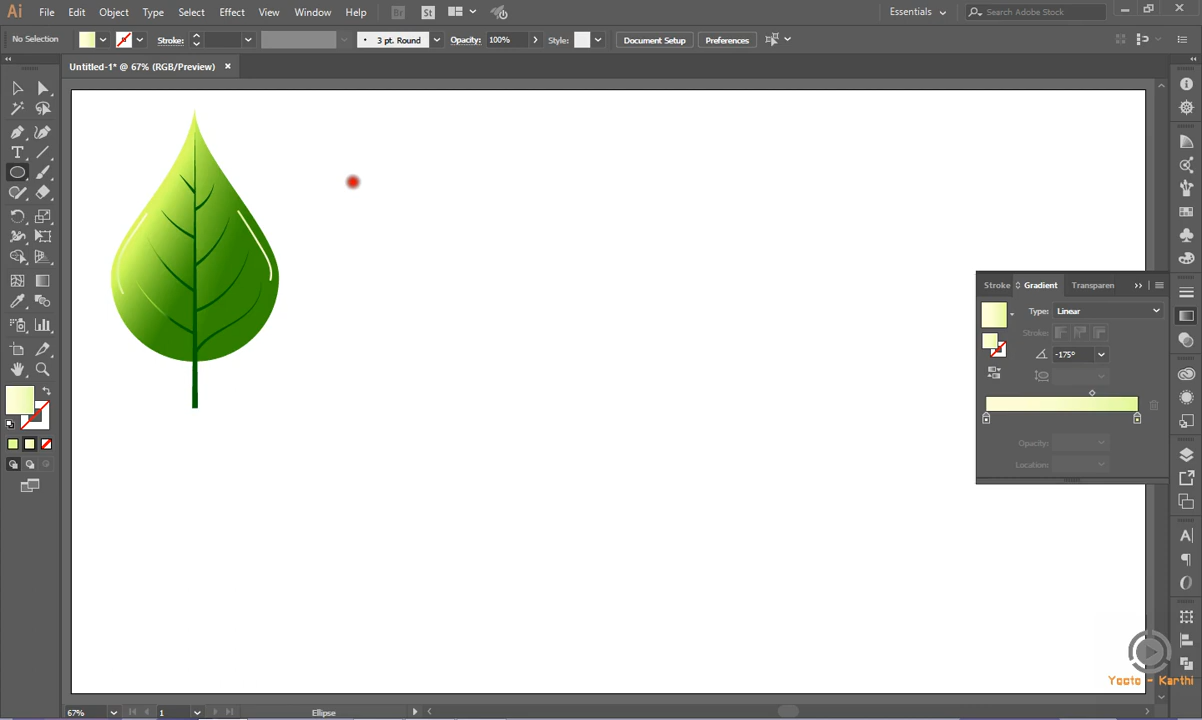 Ai File Edit Object Type Select Effect View Window Help Br St Essentials Search Adobe Stock
No Selection Stroke: 3 pt. Round Opacity: 100% Style: Document Setup Preferences
Untitled-1* @ 67% (RGB/Preview) ×
Stroke Gradient Transparen
Type: Linear
Stroke:
-175°
Opacity:
Location:
Yooto - Karthi
67% 1 Ellipse